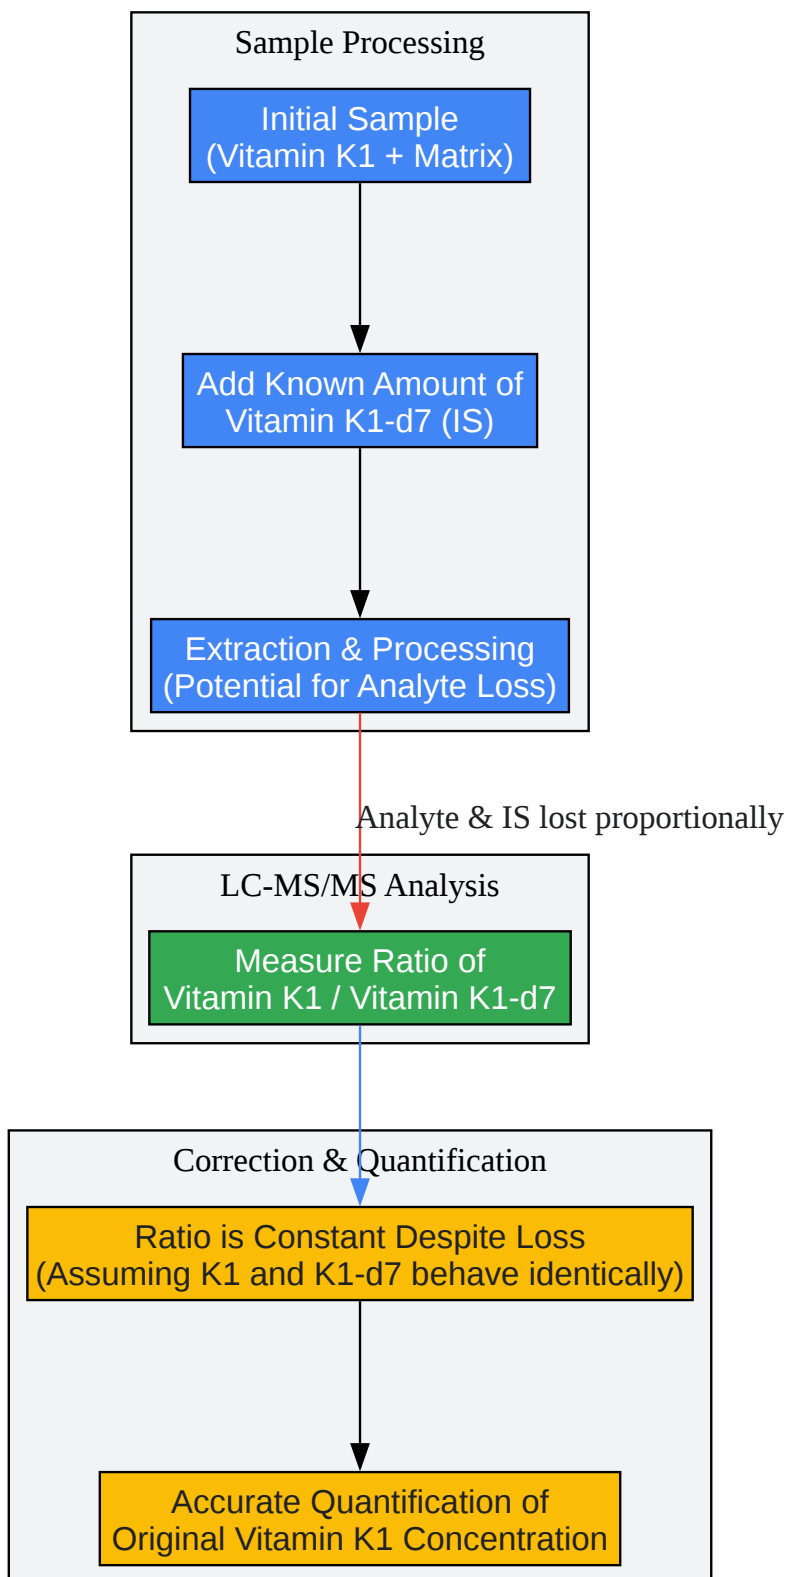 Sample Processing
Initial Sample
(Vitamin K1 + Matrix)
Add Known Amount of
Vitamin K1-d7 (IS)
Extraction & Processing
(Potential for Analyte Loss)
Analyte & IS lost proportionally
LC-MS/MS Analysis
Measure Ratio of
Vitamin K1 / Vitamin K1-d7
Correction & Quantification
Ratio is Constant Despite Loss
(Assuming K1 and K1-d7 behave identically)
Accurate Quantification of
Original Vitamin K1 Concentration